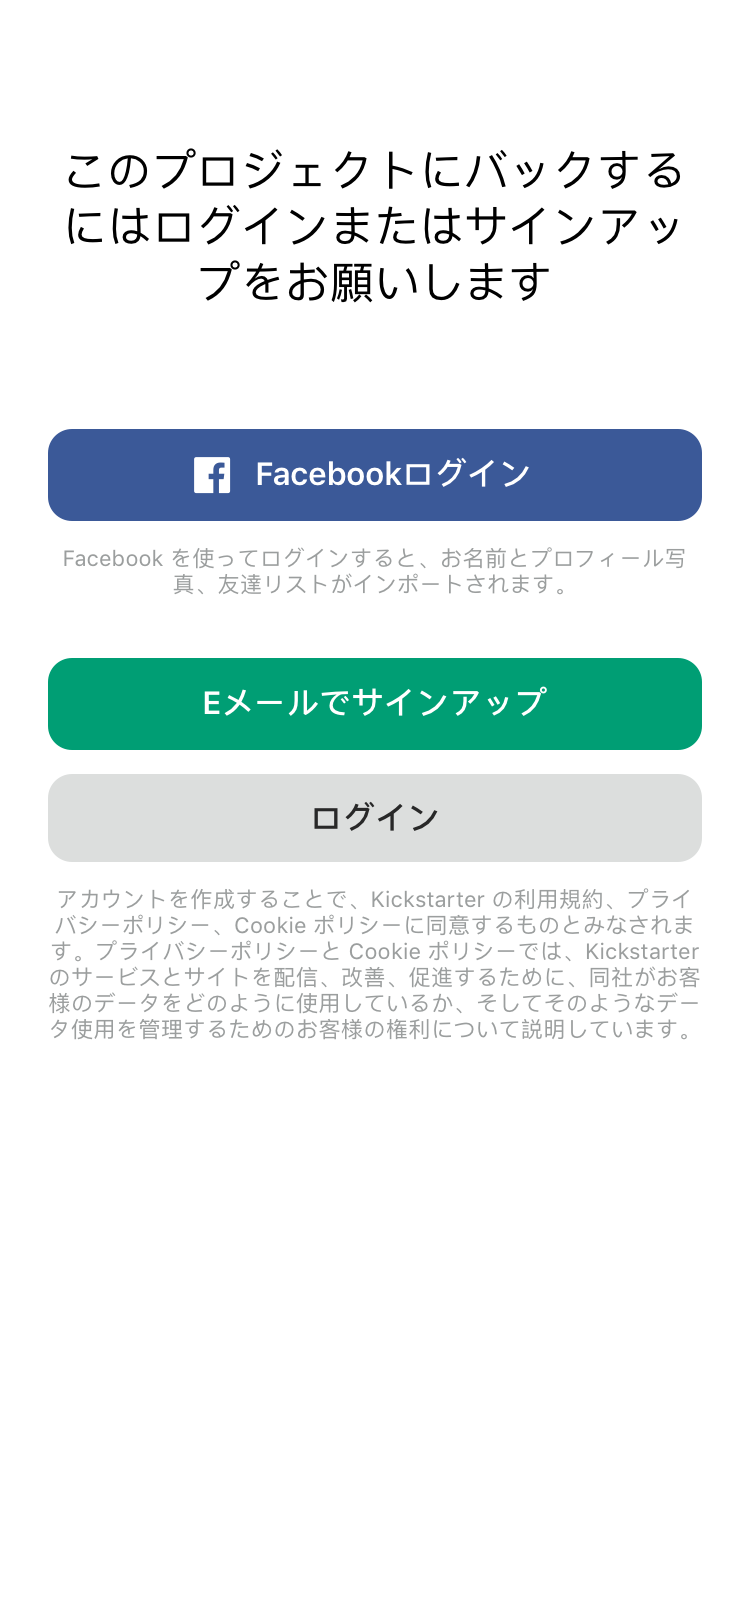 このプロジェクトにバックする
にはログインまたはサインアッ
プをお願いします
Facebookログイン
Facebook を使ってログインすると、お名前とプロフィール写
真、友達リストがインポートされます。
Eメールでサインアップ
ログイン
アカウントを作成することで、Kickstarter の利用規約、プライ
バシーポリシー、Cookie ポリシーに同意するものとみなされま
す。プライバシーポリシーと Cookie ポリシーでは、Kickstarter
のサービスとサイトを配信、改善、促進するために、同社がお客
様のデータをどのように使用しているか、そしてそのようなデー
タ使用を管理するためのお客様の権利について説明しています。